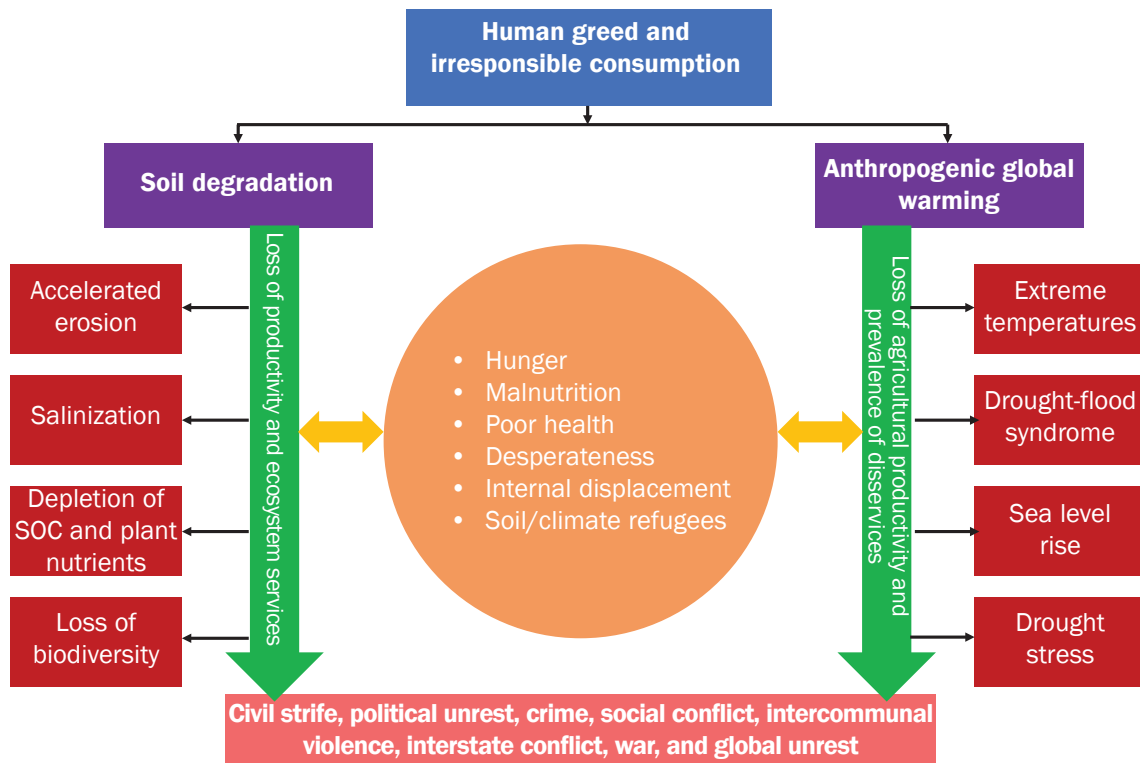 Human greed and
irresponsible consumption
Soil degradation
Anthropogenic global
warming
Loss of productivity and ecosystem services
Accelerated
erosion
Salinization
Depletion of
SOC and plant
nutrients
Loss of
biodiversity
• Hunger
• Malnutrition
• Poor health
• Desperateness
• Internal displacement
• Soil/climate refugees
Loss of agricultural productivity and
prevalence of disservices
Extreme
temperatures
Drought-flood
syndrome
Sea level
rise
Drought
stress
Civil strife, political unrest, crime, social conflict, intercommunal
violence, interstate conflict, war, and global unrest